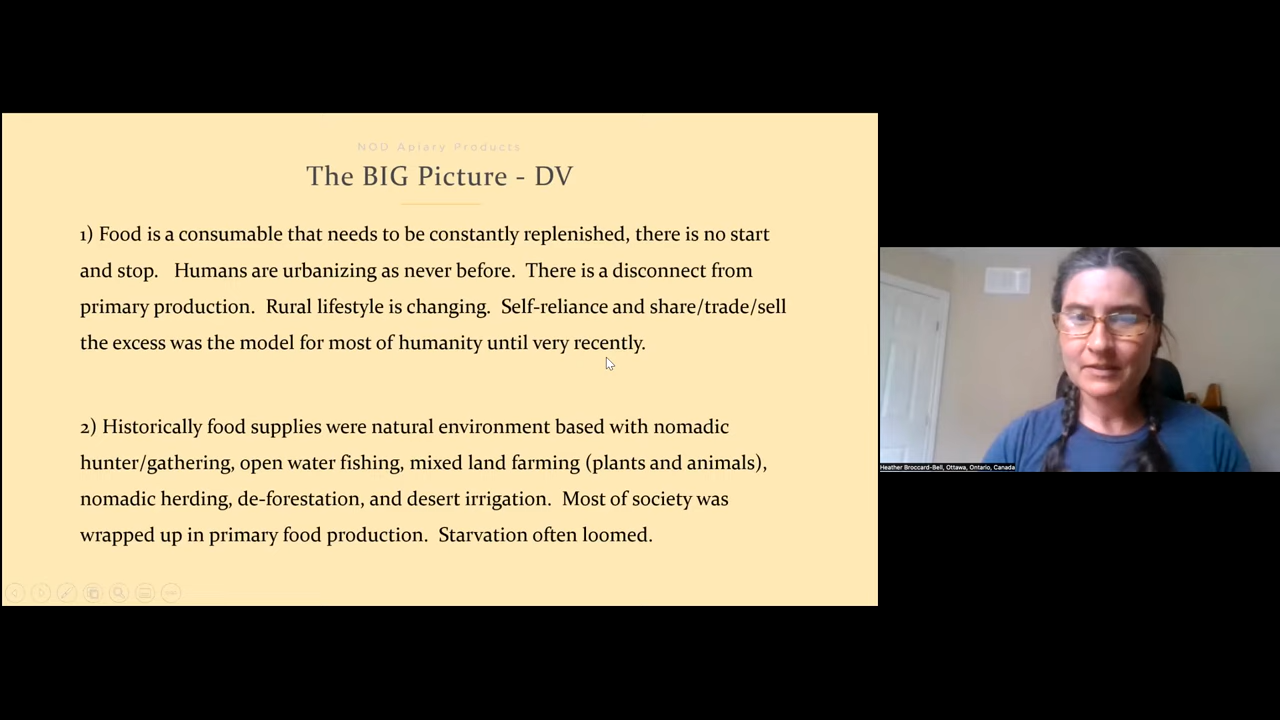 NOD Apiary Products
The BIG Picture - DV
1) Food is a consumable that needs to be constantly replenished, there is no start
and stop.   Humans are urbanizing as never before.  There is a disconnect from
primary production.  Rural lifestyle is changing.  Self-reliance and share/trade/sell
the excess was the model for most of humanity until very recently.
2) Historically food supplies were natural environment based with nomadic
hunter/gathering, open water fishing, mixed land farming (plants and animals),
nomadic herding, de-forestation, and desert irrigation.  Most of society was
wrapped up in primary food production.  Starvation often loomed.
Heather Broccard-Bell, Ottawa, Ontario, Canada